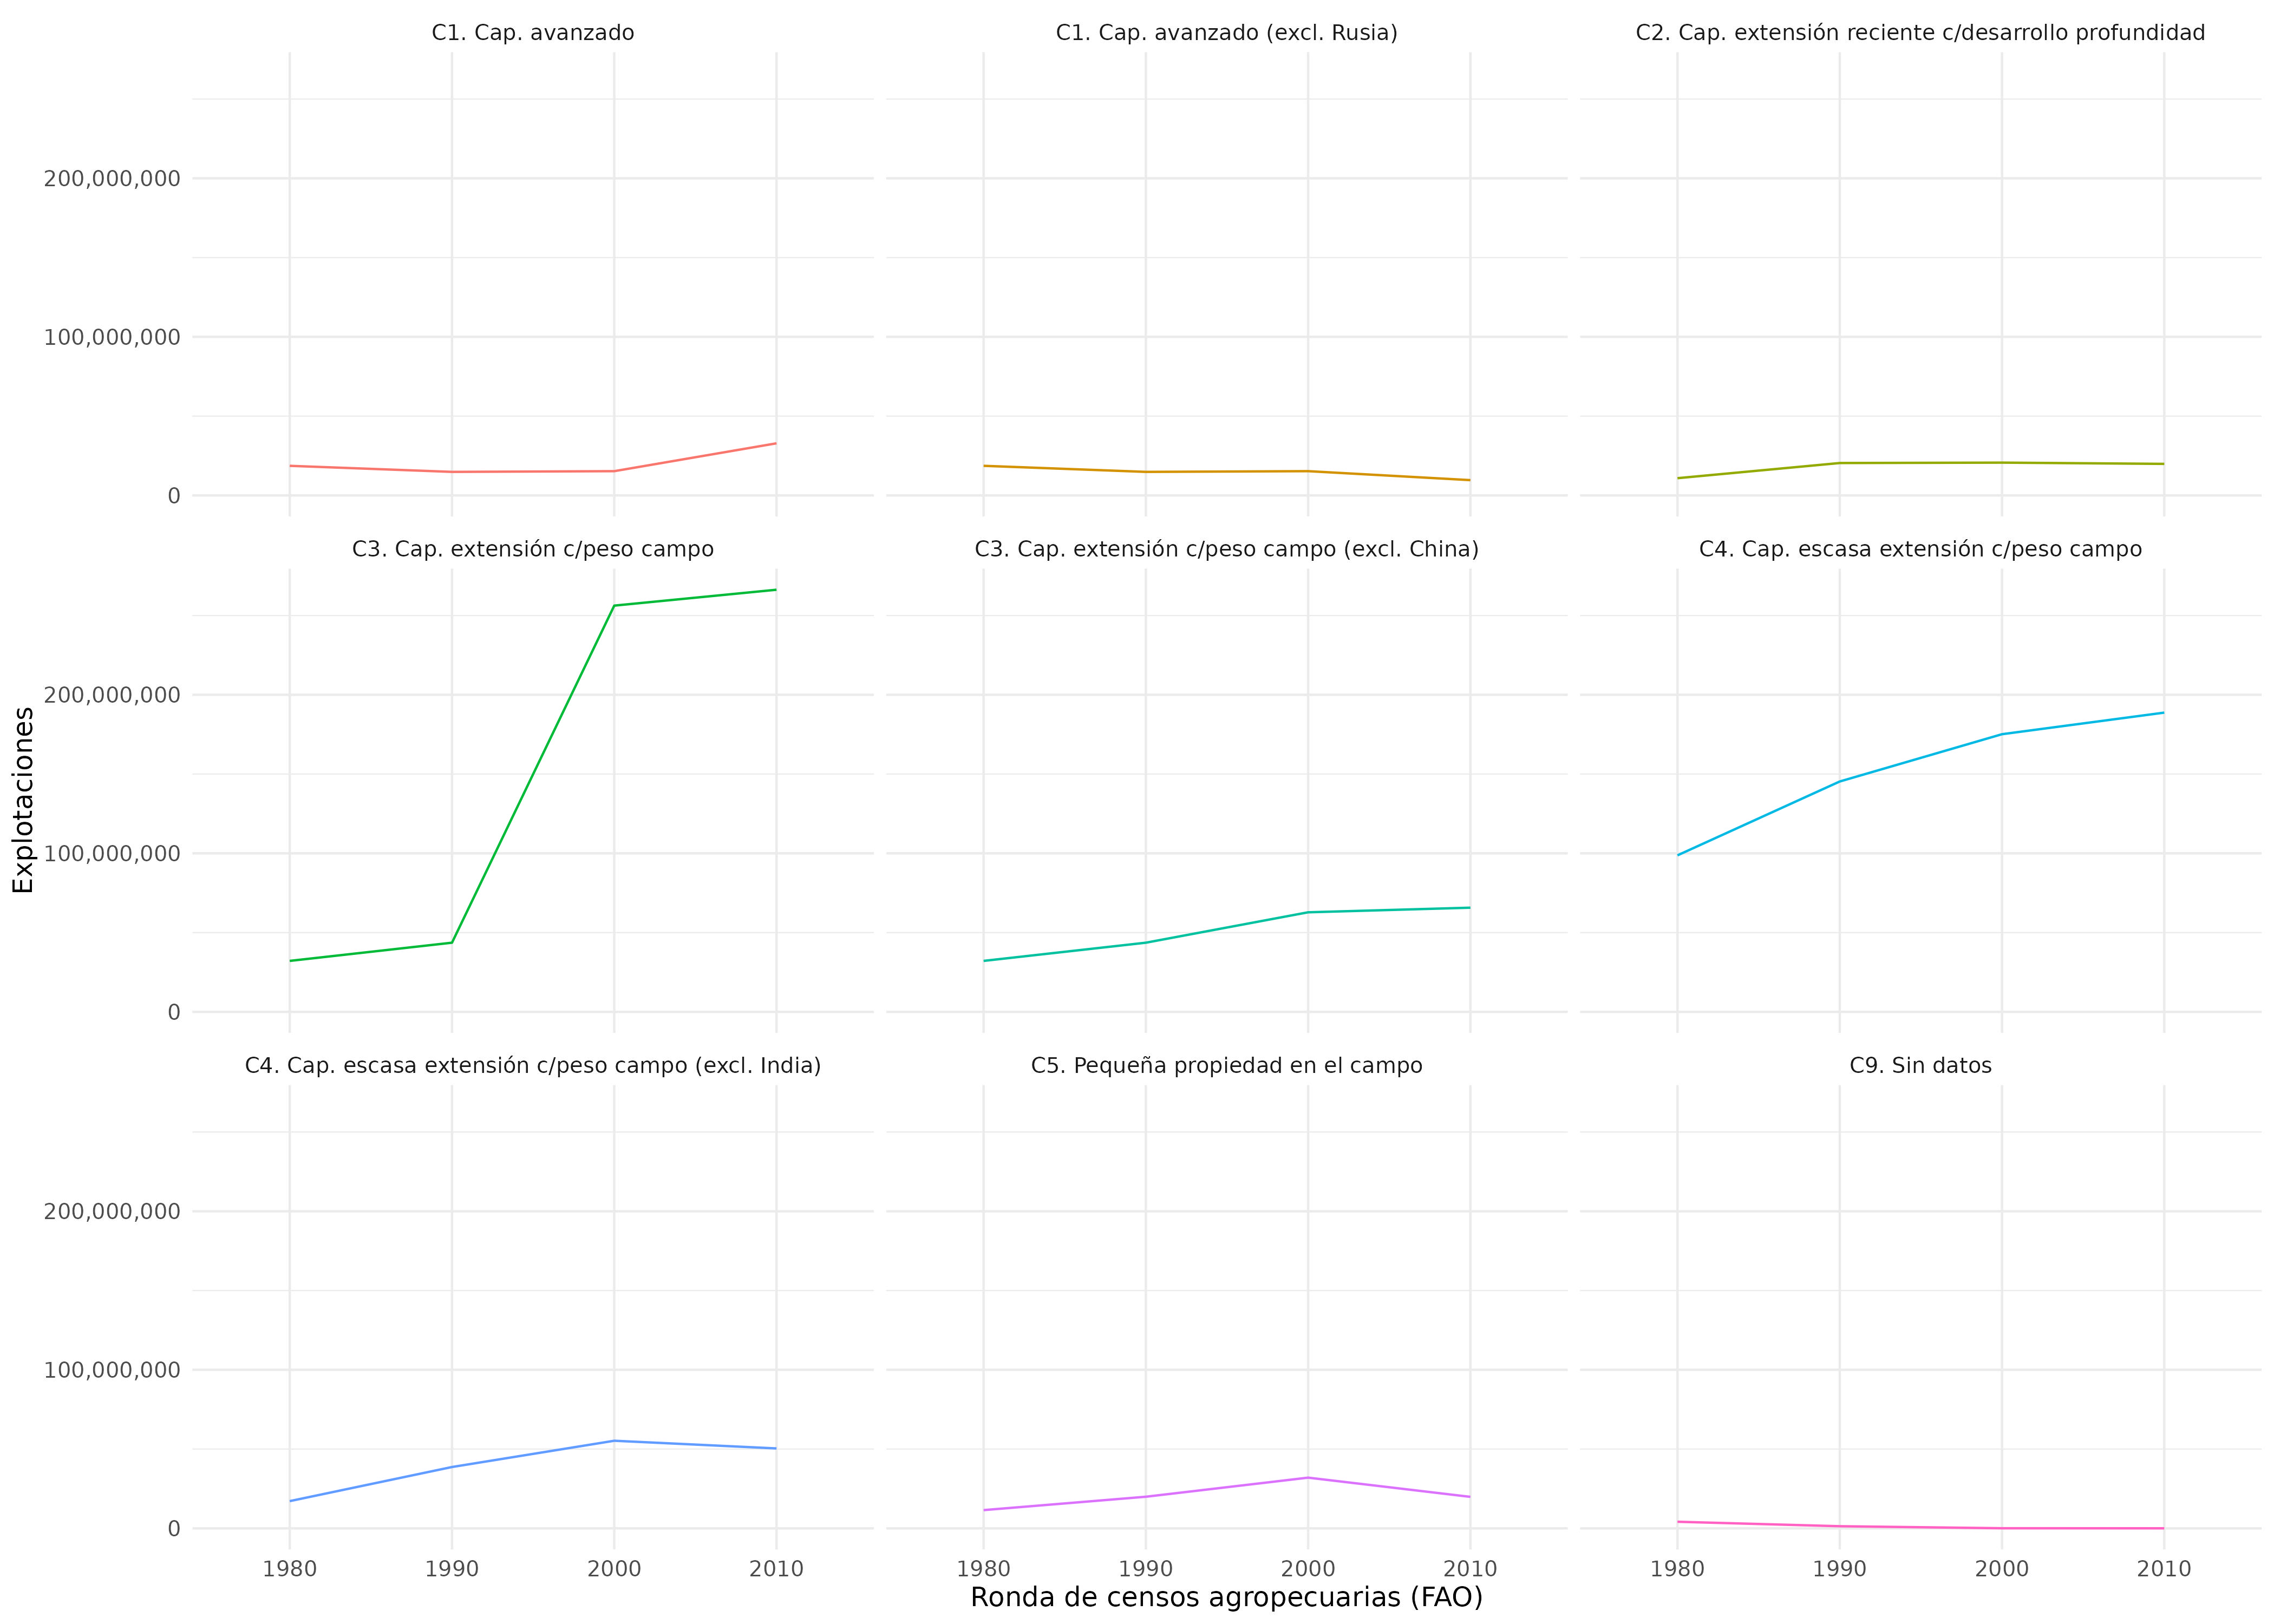 C1. Cap. avanzado
C1. Cap. avanzado (excl. Rusia)
C2. Cap. extensión reciente c/desarrollo profundidad
200,000,000
100,000,000
0
C3. Cap. extensión c/peso campo
C3. Cap. extensión c/peso campo (excl. China)
C4. Cap. escasa extensión c/peso campo
200,000,000
100,000,000
0
Explotaciones
C4. Cap. escasa extensión c/peso campo (excl. India)
C5. Pequeña propiedad en el campo
C9. Sin datos
200,000,000
100,000,000
0
1980 1990 2000 2010 1980 1990 2000 2010 1980 1990 2000 2010
Ronda de censos agropecuarias (FAO)